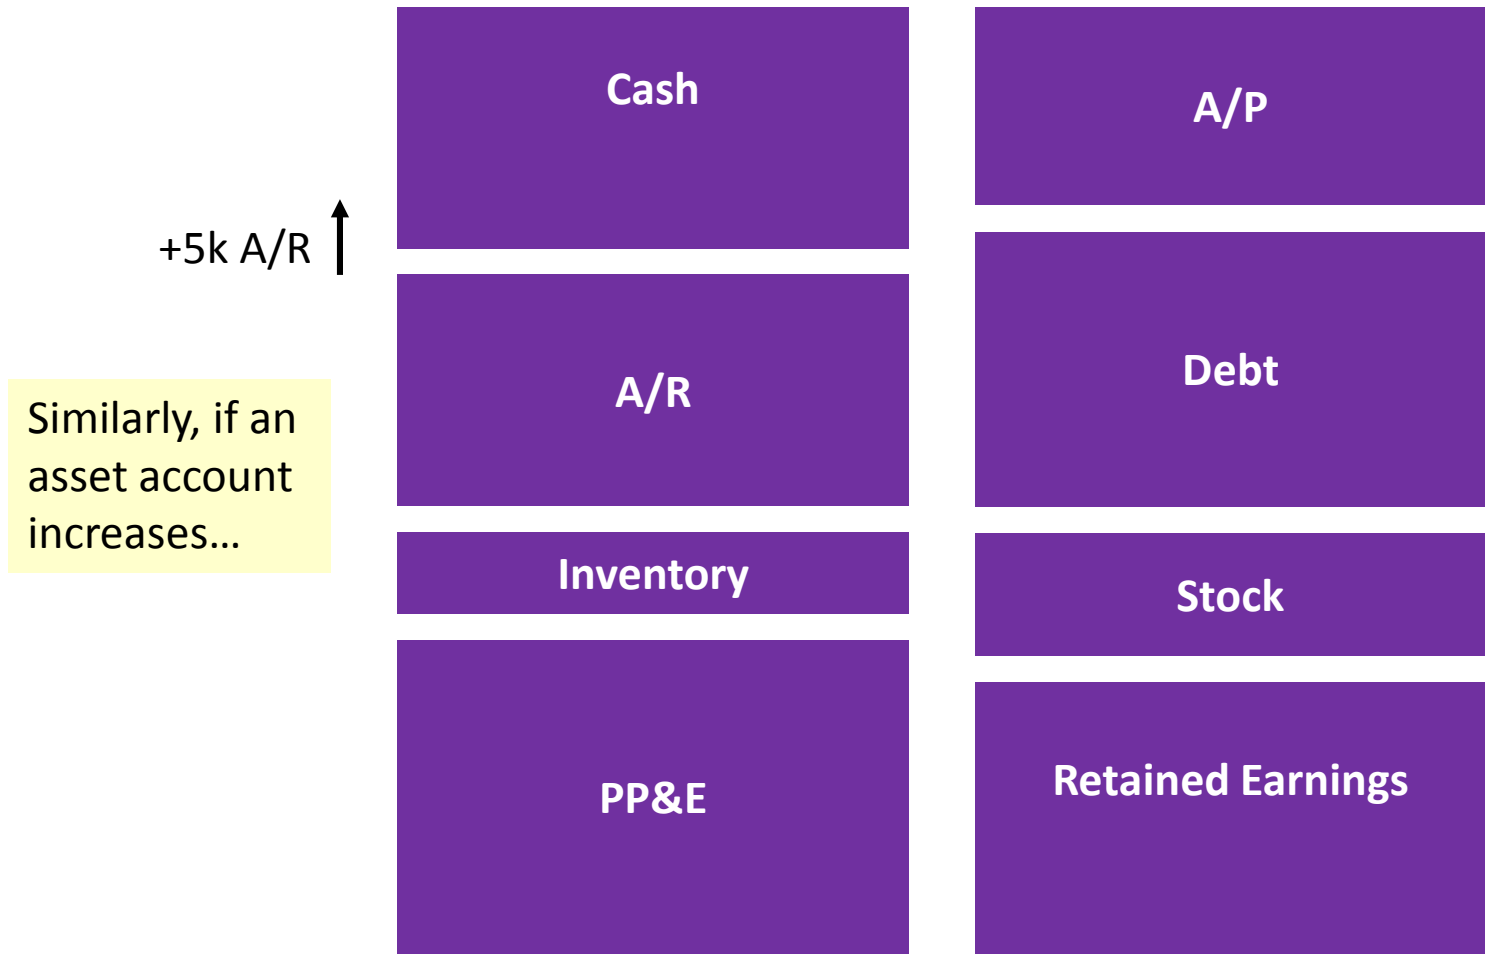 Cash
A/P
+5k A/R
A/R
Debt
Similarly, if an
asset account
increases…
Inventory
Stock
PP&E
Retained Earnings